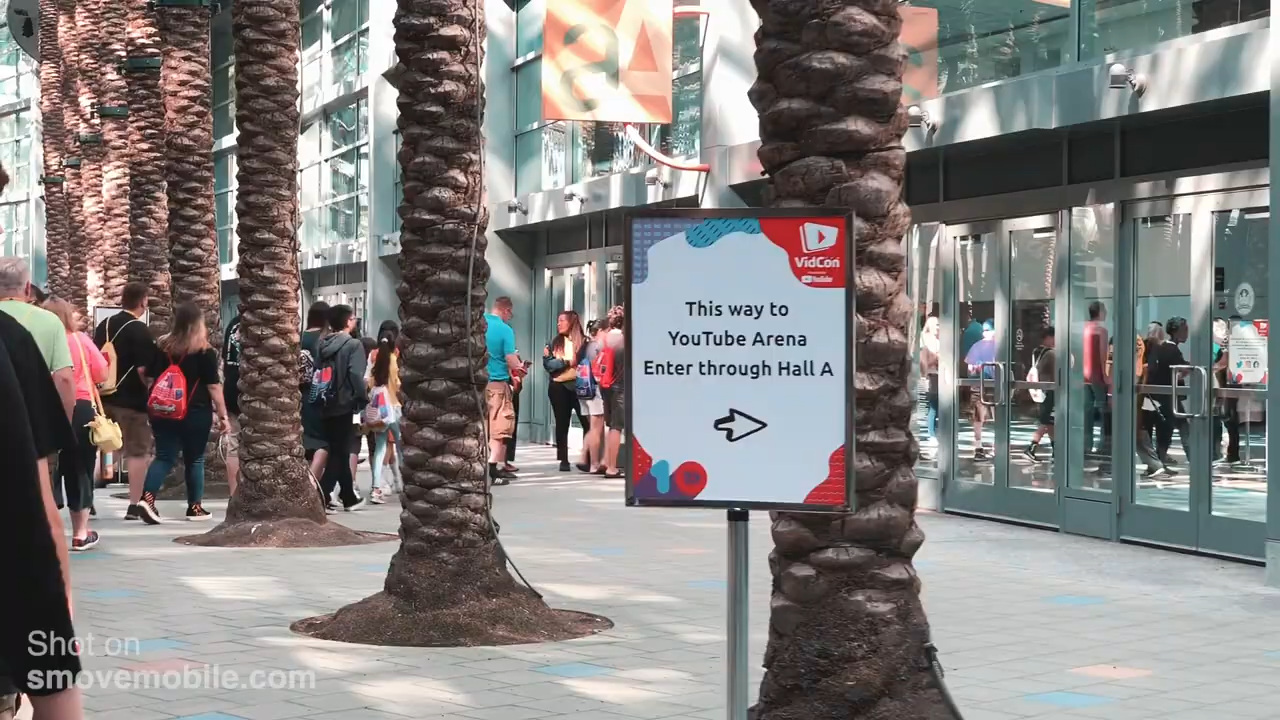 VidCon
YouTube
This way to
YouTube Arena
Enter through Hall A
Shot on
smovemobile.com